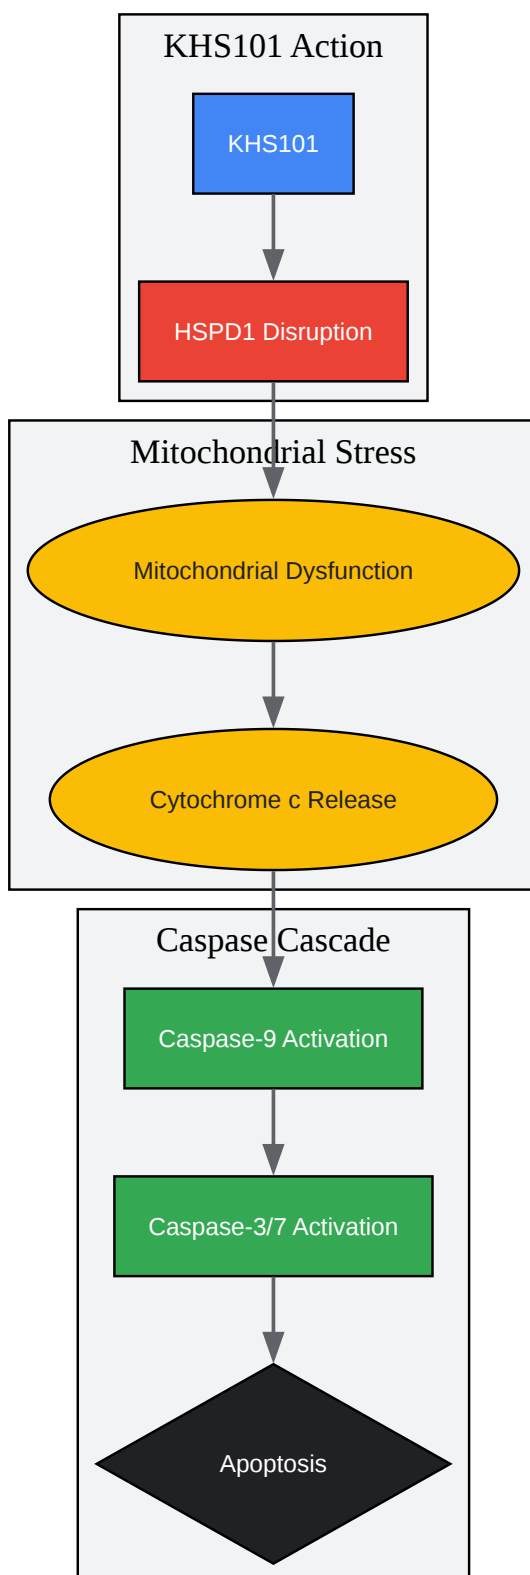 KHS101 Action
KHS101
HSPD1 Disruption
Mitochondrial Stress
Mitochondrial Dysfunction
Cytochrome c Release
Caspase Cascade
Caspase-9 Activation
Caspase-3/7 Activation
Apoptosis